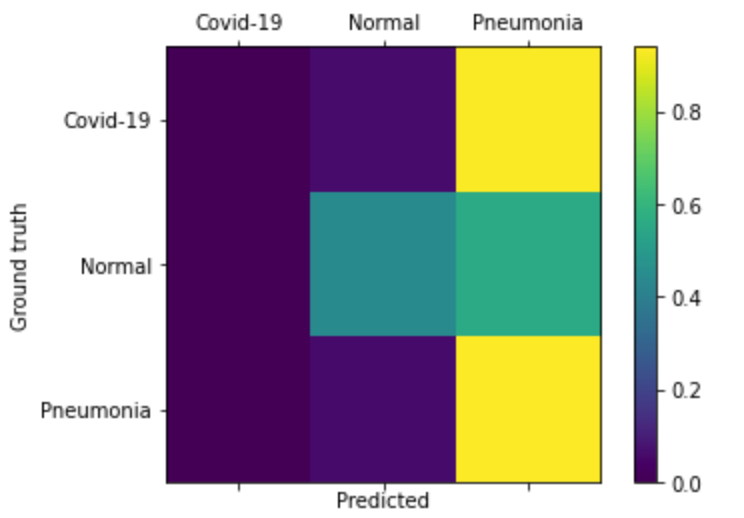 Covid-19 Normal Pneumonia
Covid-19
Normal
Pneumonia
Ground truth
Predicted
0.8
0.6
0.4
0.2
0.0